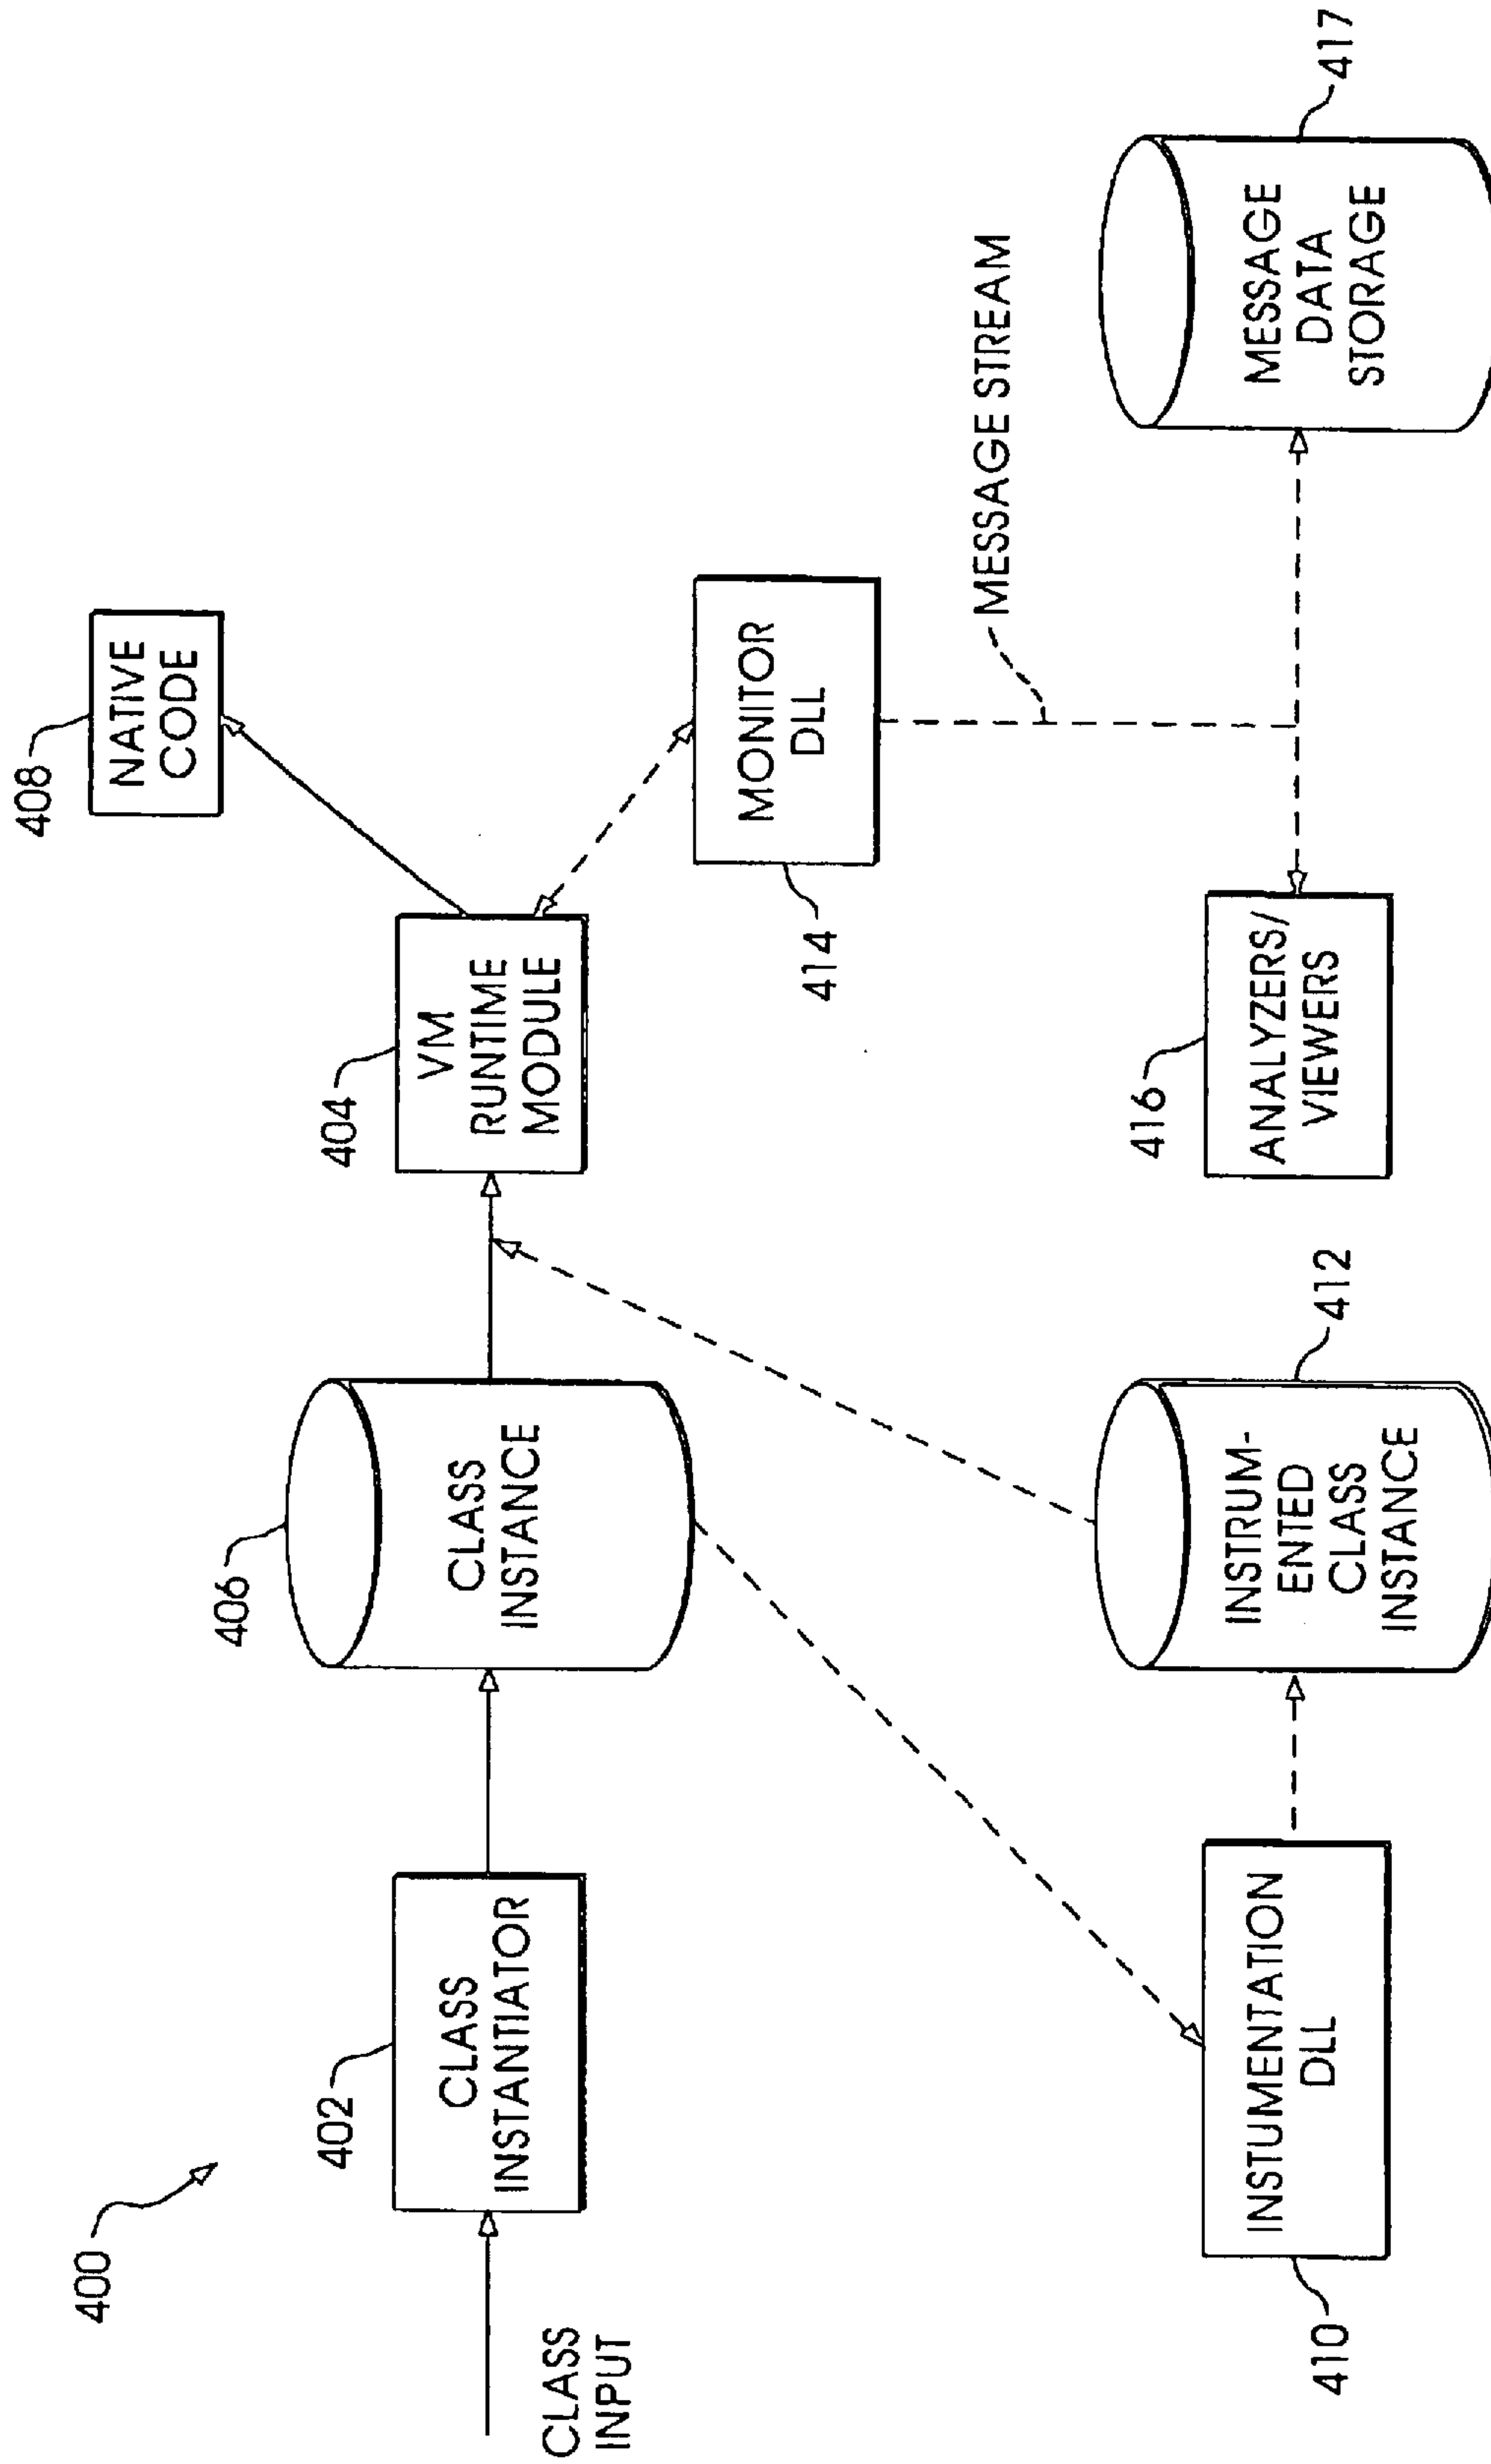 400
CLASS
INPUT
402
CLASS
INSTANTIATOR
406
CLASS
INSTANCE
404
VM
RUNTIME
MODULE
408
NATIVE
CODE
414
MONITOR
DLL
MESSAGE STREAM
410
INSTUMENTATION
DLL
412
INSTRUM-
ENTED
CLASS
INSTANCE
416
ANALYZERS/
VIEWERS
417
MESSAGE
DATA
STORAGE